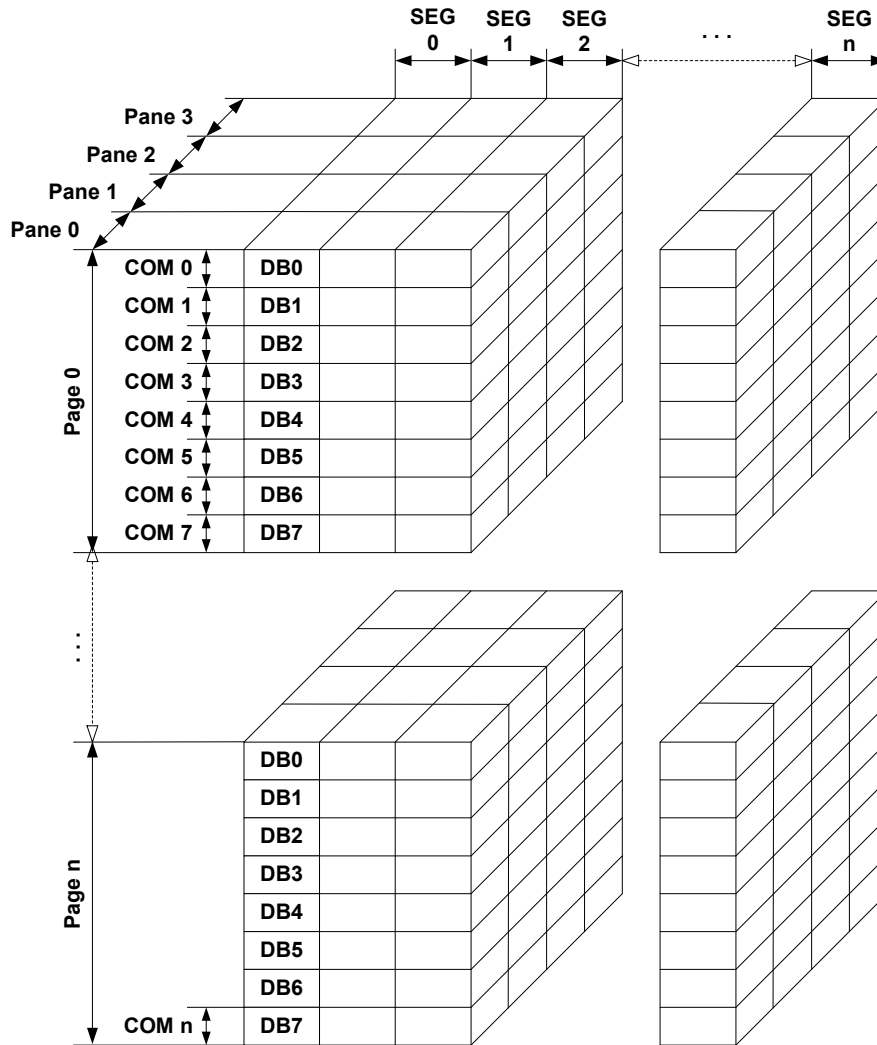 SEG 0
SEG 1
SEG 2
. . .
SEG n
Pane 3
Pane 2
Pane 1
Pane 0
Page 0
COM 0 DB0
COM 1 DB1
COM 2 DB2
COM 3 DB3
COM 4 DB4
COM 5 DB5
COM 6 DB6
COM 7 DB7
. . .
Page n
DB0
DB1
DB2
DB3
DB4
DB5
DB6
COM n DB7